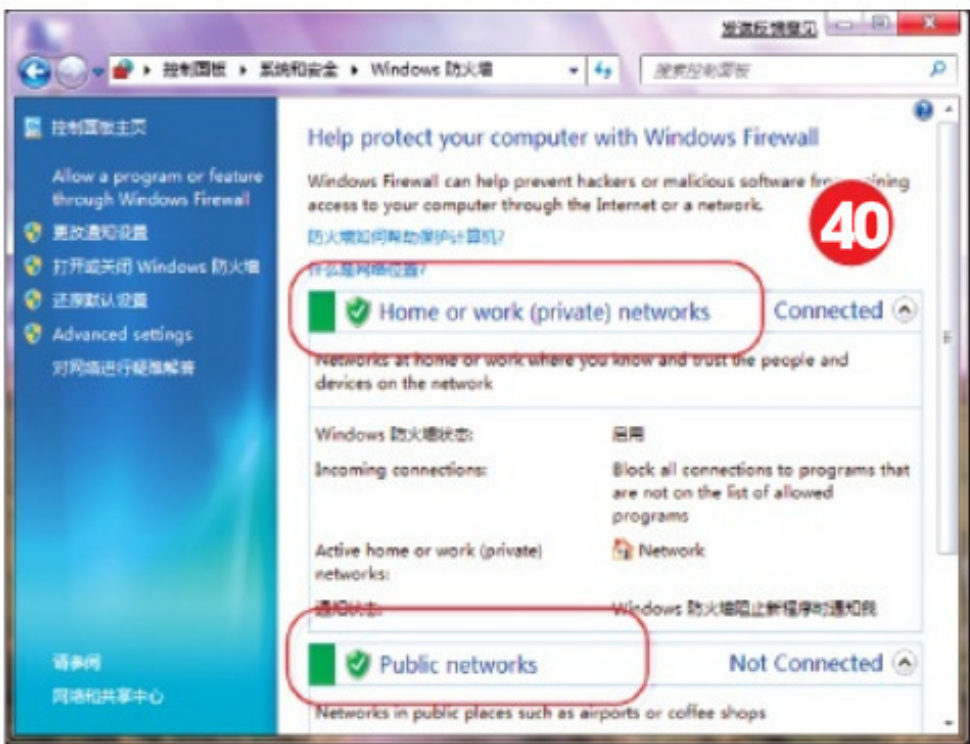 发送反馈意见
控制面板 ▸ 系统和安全 ▸ Windows 防火墙
搜索控制面板
控制面板主页
Allow a program or feature
through Windows Firewall
更改通知设置
打开或关闭 Windows 防火墙
还原默认设置
Advanced settings
对网络进行疑难解答
请参阅
网络和共享中心
Help protect your computer with Windows Firewall
Windows Firewall can help prevent hackers or malicious software from gaining
access to your computer through the Internet or a network.
40
防火墙如何帮助保护计算机?
什么是网络位置?
Home or work (private) networks Connected
Networks at home or work where you know and trust the people and
devices on the network
Windows 防火墙状态: 启用
Incoming connections: Block all connections to programs that
are not on the list of allowed
programs
Active home or work (private) Network
networks:
通知状态: Windows 防火墙阻止新程序时通知我
Public networks Not Connected
Networks in public places such as airports or coffee shops